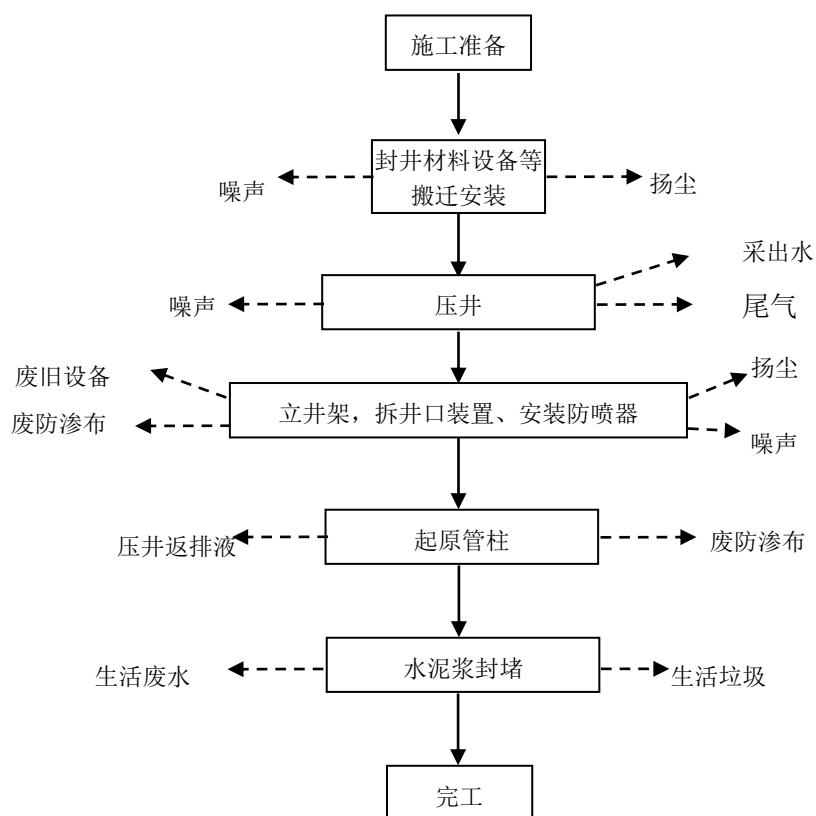 施工准备
封井材料设备等
搬迁安装
噪声
扬尘
采出水
压井
噪声
尾气
废旧设备
扬尘
立井架，拆井口装置、安装防喷器
废防渗布
噪声
压井返排液
起原管柱
废防渗布
生活废水
水泥浆封堵
生活垃圾
完工